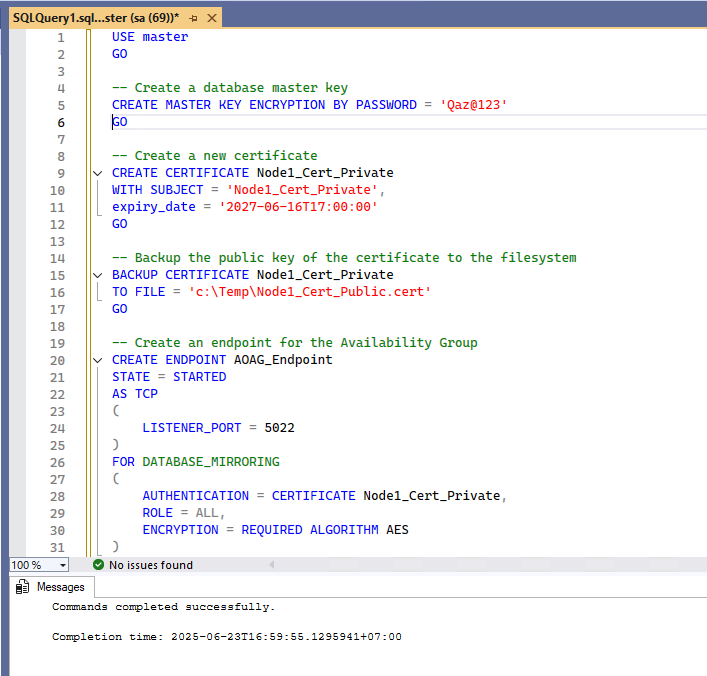 SQLQuery1.sql...ster (sa (69))*
1 USE master
2 GO
3
4 -- Create a database master key
5 CREATE MASTER KEY ENCRYPTION BY PASSWORD = 'Qaz@123'
6 GO
7
8 -- Create a new certificate
9 CREATE CERTIFICATE Node1_Cert_Private
10 WITH SUBJECT = 'Node1_Cert_Private',
11 expiry_date = '2027-06-16T17:00:00'
12 GO
13
14 -- Backup the public key of the certificate to the filesystem
15 BACKUP CERTIFICATE Node1_Cert_Private
16 TO FILE = 'c:\Temp\Node1_Cert_Public.cert'
17 GO
18
19 -- Create an endpoint for the Availability Group
20 CREATE ENDPOINT AOAG_Endpoint
21 STATE = STARTED
22 AS TCP
23 (
24 LISTENER_PORT = 5022
25 )
26 FOR DATABASE_MIRRORING
27 (
28 AUTHENTICATION = CERTIFICATE Node1_Cert_Private,
29 ROLE = ALL,
30 ENCRYPTION = REQUIRED ALGORITHM AES
31 )
100 % No issues found
Messages
Commands completed successfully.
Completion time: 2025-06-23T16:59:55.1295941+07:00